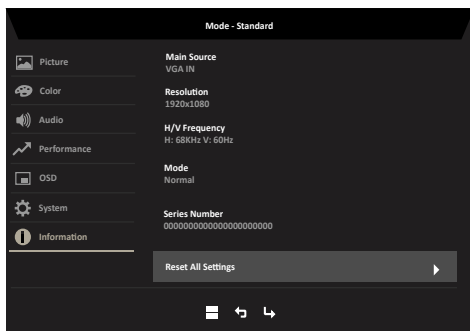 Mode - Standard
Picture
Color
Audio
Performance
OSD
System
Information
Main Source
VGA IN
Resolution
1920x1080
H/V Frequency
H: 68KHz V: 60Hz
Mode
Normal
Series Number
0000000000000000000000
Reset All Settings